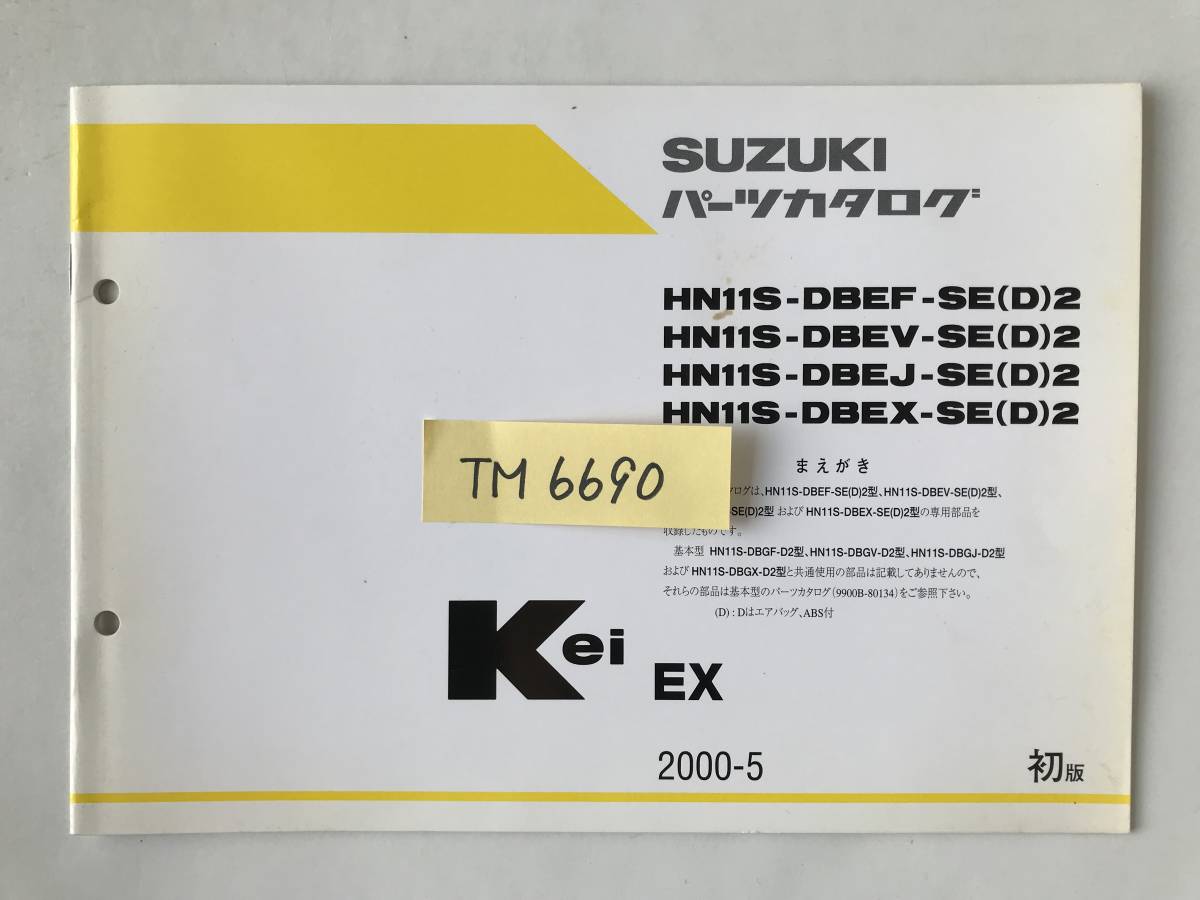 SUZUKI
パーツカタログ
HN11S-DBEF-SE(D)2
HN11S-DBEV-SE(D)2
HN11S-DBEJ-SE(D)2
HN11S-DBEX-SE(D)2
まえがき
ログは、HN11S-DBEF-SE(D)2型、HN11S-DBEV-SE(D)2型、
-SE(D)2型 および HN11S-DBEX-SE(D)2型の専用部品を
収録したものです。
基本型 HN11S-DBGF-D2型、HN11S-DBGV-D2型、HN11S-DBGJ-D2型
および HN11S-DBGX-D2型と共通使用の部品は記載してありませんので、
それらの部品は基本型のパーツカタログ(9900B-80134)をご参照下さい。
(D) : Dはエアバッグ、ABS付
TM 6690
Kei EX
2000-5
初版